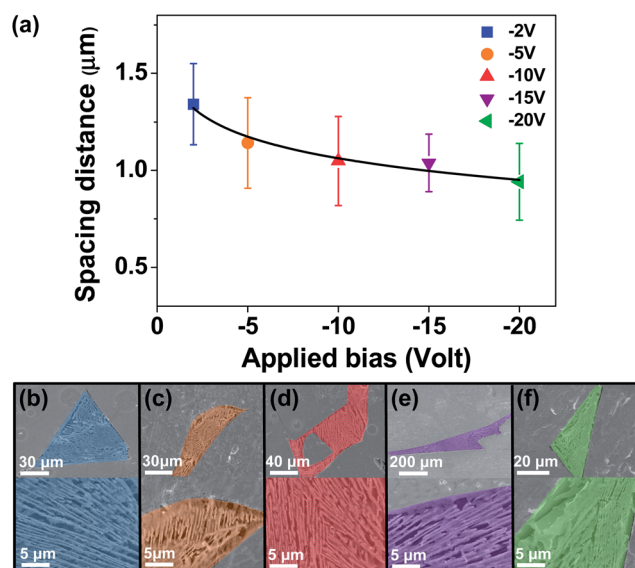 (a)
Spacing distance (μm)
1.5
1.0
0.5
-2V
-5V
-10V
-15V
-20V
0 -5 -10 -15 -20
Applied bias (Volt)
(b) (c) (d) (e) (f)
30 μm 30μm 40 μm 200 μm 20 μm
5 μm 5μm 5 μm 5 μm 5 μm